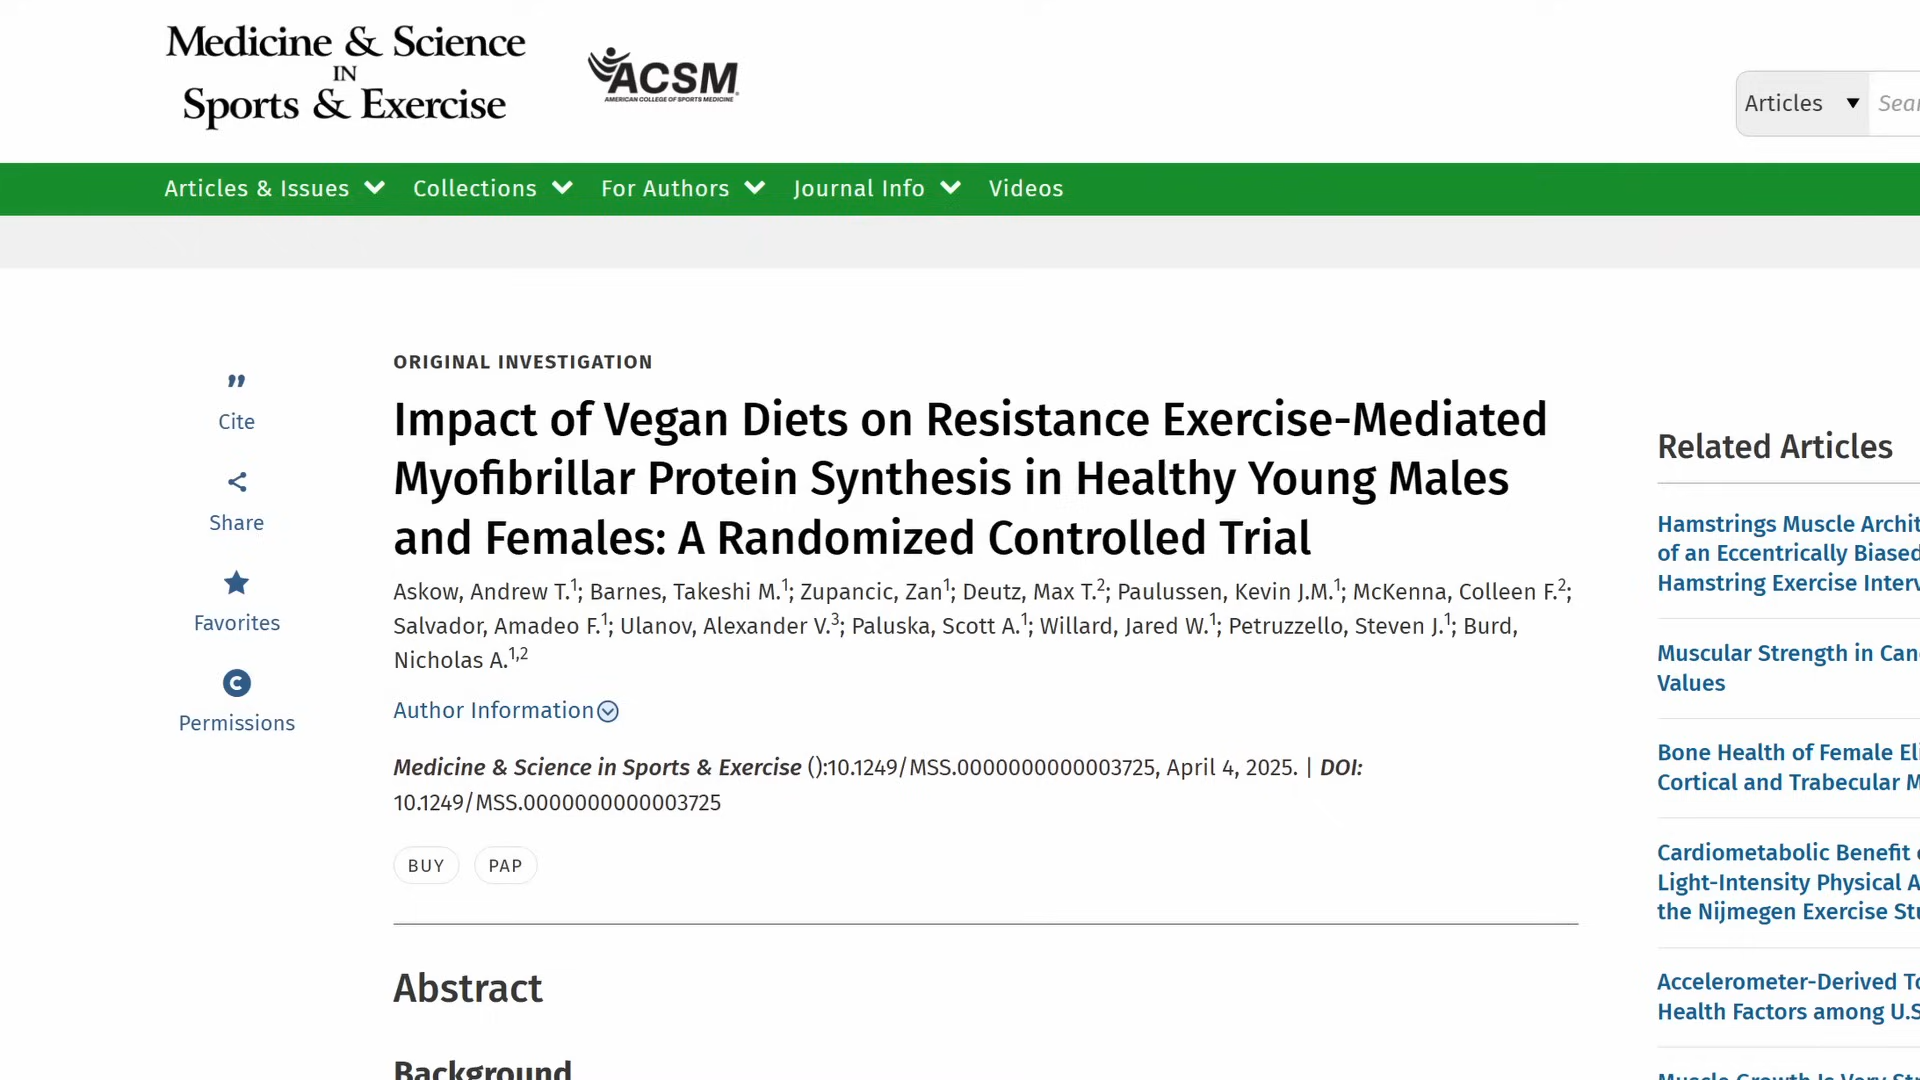 Medicine & Science
IN
Sports & Exercise
ACSM
AMERICAN COLLEGE OF SPORTS MEDICINE
Articles
Articles & Issues
Collections
For Authors
Journal Info
Videos
Cite
Share
Favorites
Permissions
ORIGINAL INVESTIGATION
Impact of Vegan Diets on Resistance Exercise-Mediated
Myofibrillar Protein Synthesis in Healthy Young Males
and Females: A Randomized Controlled Trial
Askow, Andrew T.1; Barnes, Takeshi M.1; Zupancic, Zan1; Deutz, Max T.2; Paulussen, Kevin J.M.1; McKenna, Colleen F.2;
Salvador, Amadeo F.1; Ulanov, Alexander V.3; Paluska, Scott A.1; Willard, Jared W.1; Petruzzello, Steven J.1; Burd,
Nicholas A.1,2
Author Information
Medicine & Science in Sports & Exercise ():10.1249/MSS.0000000000003725, April 4, 2025. | DOI:
10.1249/MSS.0000000000003725
BUY
PAP
Abstract
Background
Related Articles
Hamstrings Muscle
of an Eccentrically Biased
Hamstring Exercise
Muscular Strength in
Values
Bone Health of Female
Cortical and Trabecular
Cardiometabolic Benefit
Light-Intensity Physical
the Nijmegen Exercise
Accelerometer-Derived
Health Factors among